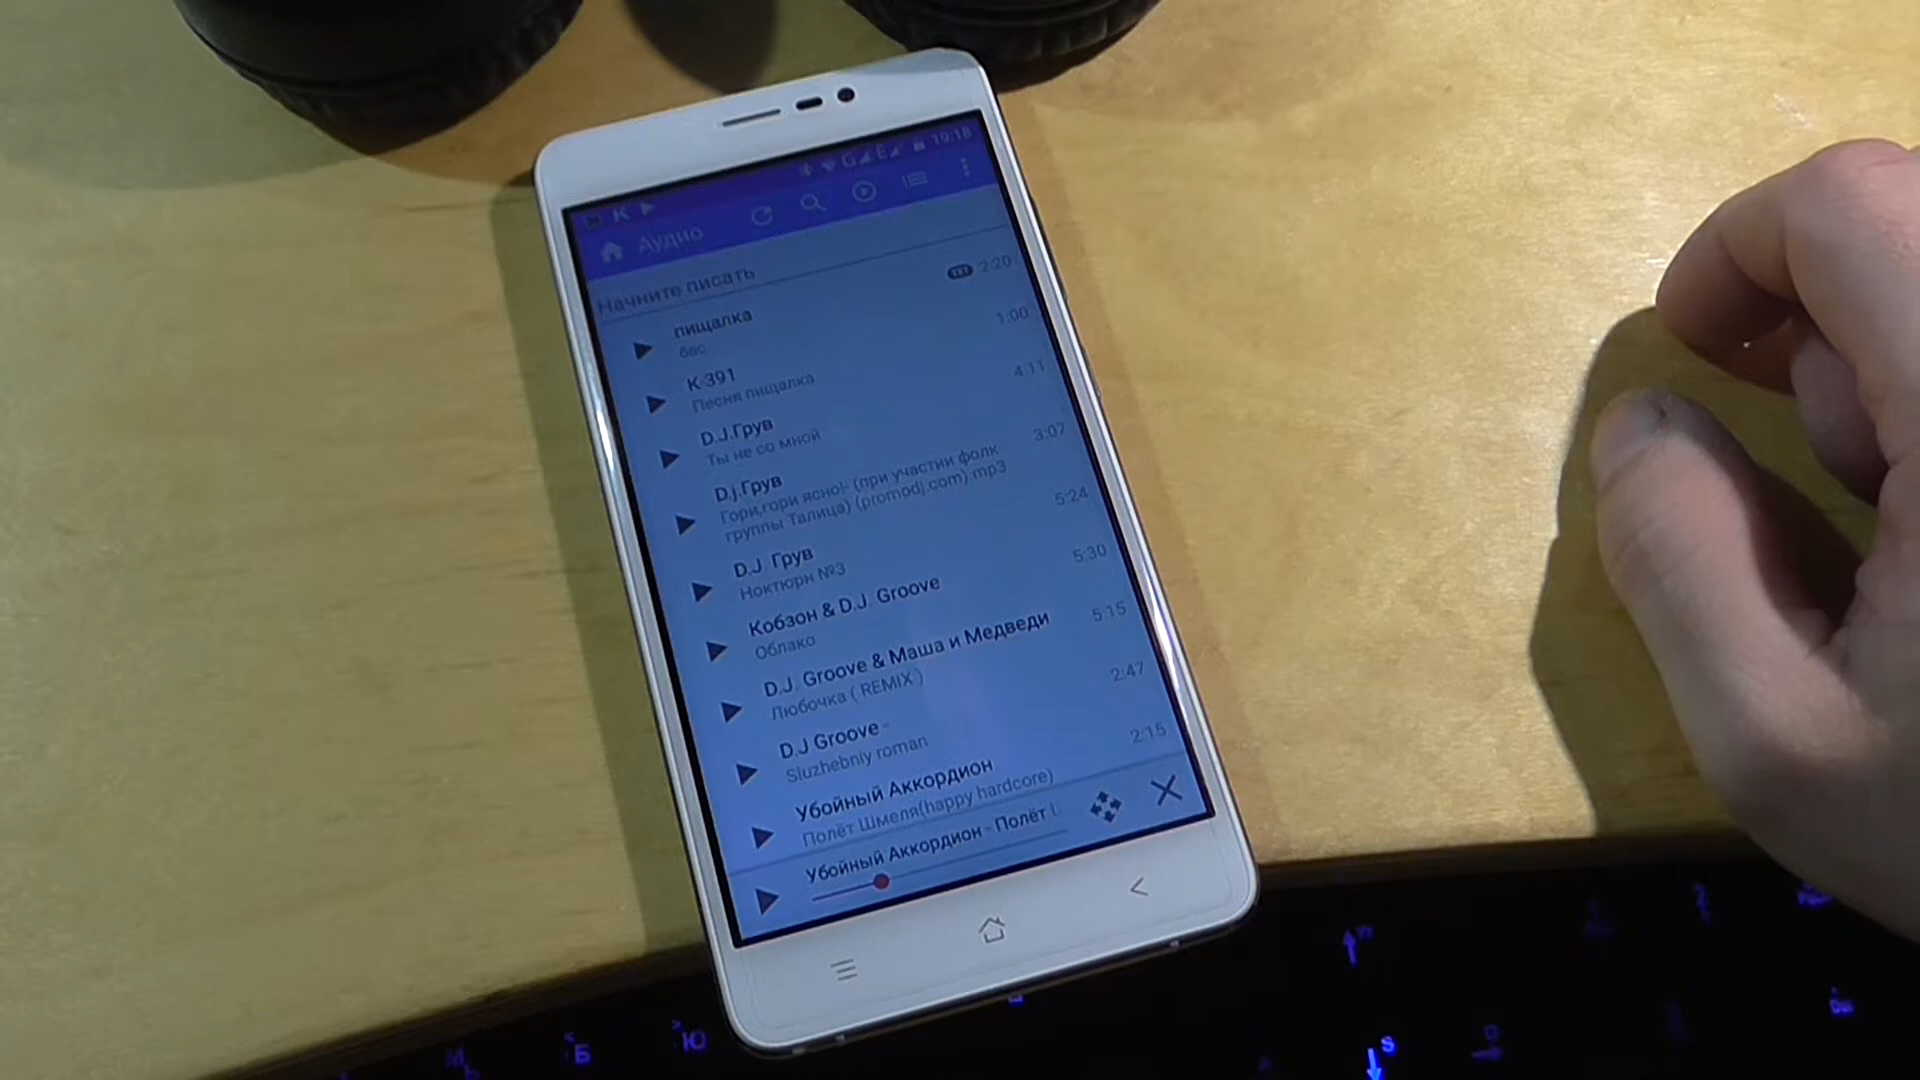 K G E 19:18
Аудио
Начните писать
пищалка TXT 2:20
бас
K-391 1:00
Песня пищалка
D.J.Грув 4:11
Ты не со мной
D.j.Грув 3:07
Гори,гори ясно!- (при участии фолк
группы Талица) (promodj.com).mp3
D.J. Грув 5:24
Ноктюрн №3
Кобзон & D.J. Groove 5:30
Облако
D.J. Groove & Маша и Медведи 5:15
Любочка ( REMIX )
D.J Groove - 2:47
Sluzhebniy roman
Убойный Аккордион 2:15
Полёт Шмеля(happy hardcore)
Убойный Аккордион - Полёт
Б Ю
S